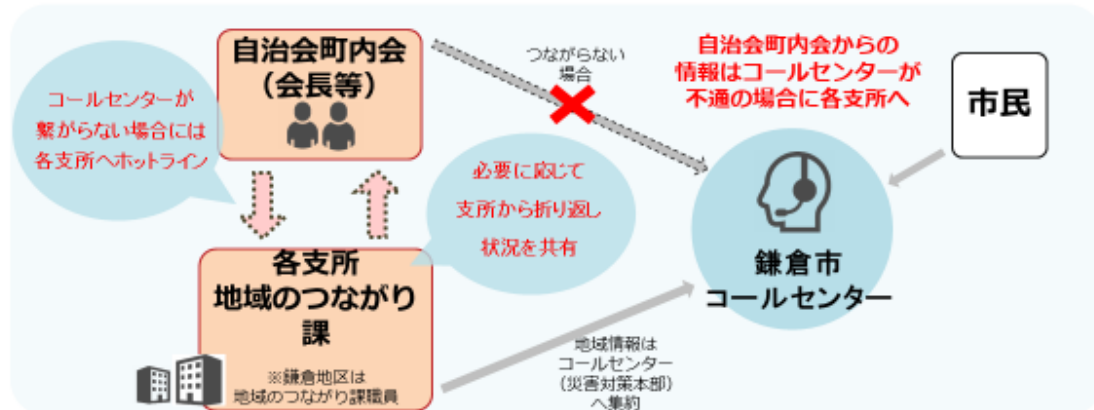 自治会町内会
（会長等）
コールセンターが
繋がらない場合には
各支所へホットライン
つながらない
場合
自治会町内会からの
情報はコールセンターが
不通の場合に各支所へ
市民
必要に応じて
支所から折り返し
状況を共有
鎌倉市
コールセンター
各支所
地域のつながり
課
※鎌倉地区は
地域のつながり課職員
地域情報は
コールセンター
（災害対策本部）
へ集約